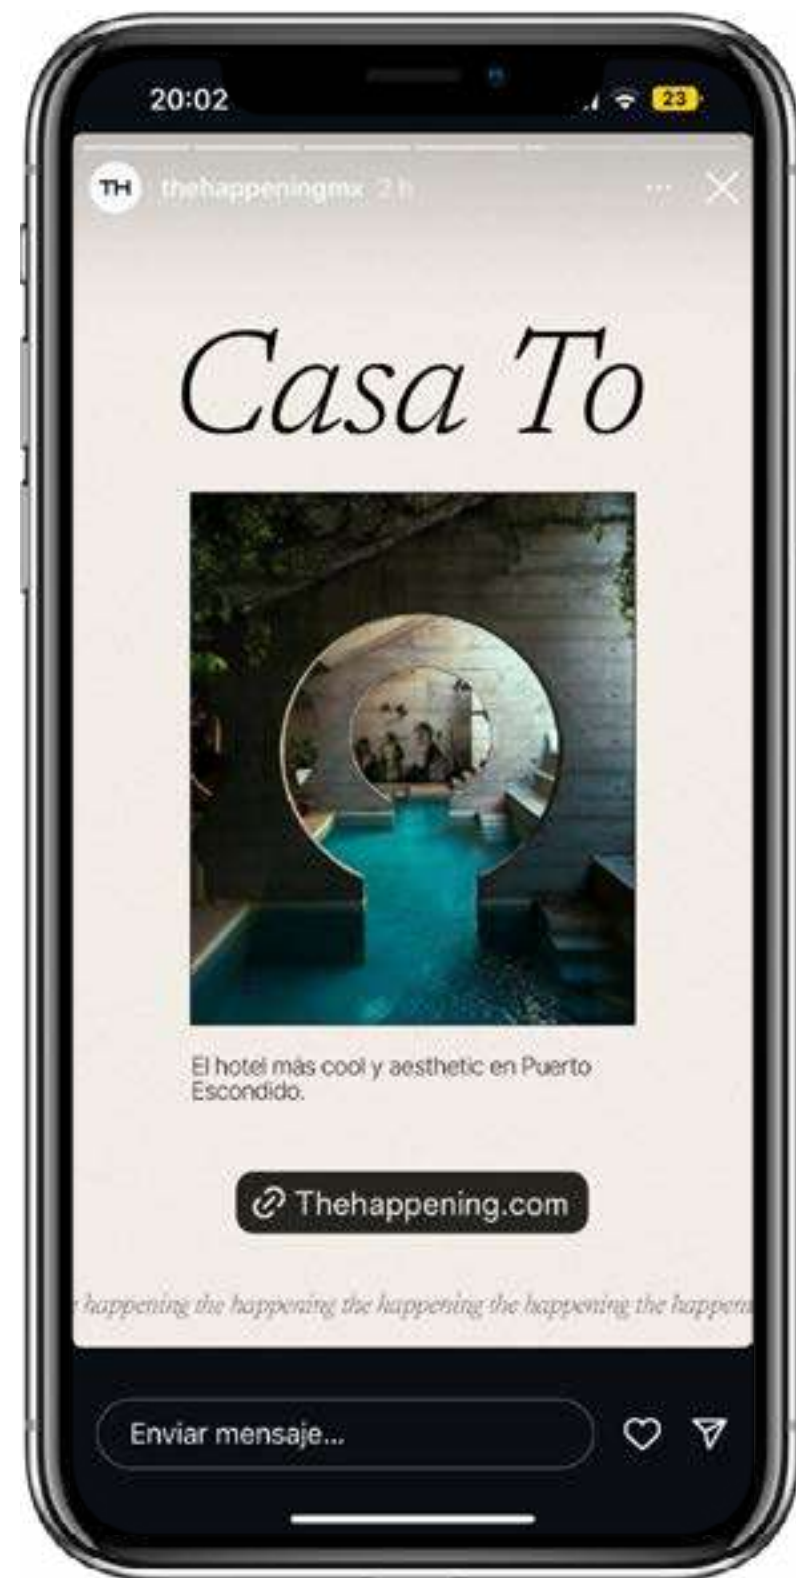 20:02
23
TH thehappeningmx 2 h
Casa To
El hotel más cool y aesthetic en Puerto
Escondido.
Thehappening.com
happening the happening the happening the happening the happeni
Enviar mensaje...